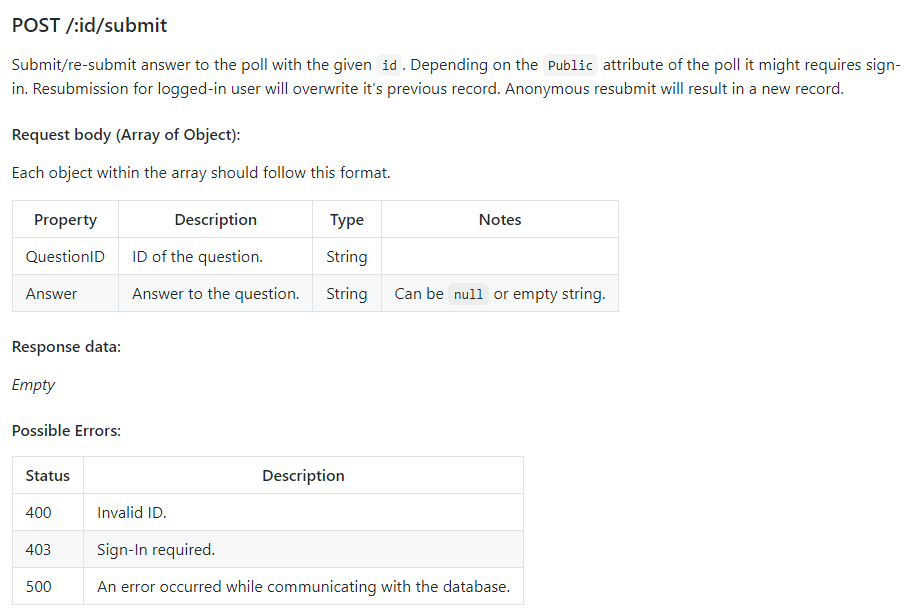 POST /:id/submit
Submit/re-submit answer to the poll with the given id. Depending on the Public attribute of the poll it might requires sign-
in. Resubmission for logged-in user will overwrite it's previous record. Anonymous resubmit will result in a new record.
Request body (Array of Object):
Each object within the array should follow this format.
Property Description Type Notes
QuestionID ID of the question. String
Answer Answer to the question. String Can be null or empty string.
Response data:
Empty
Possible Errors:
Status Description
400 Invalid ID.
403 Sign-In required.
500 An error occurred while communicating with the database.